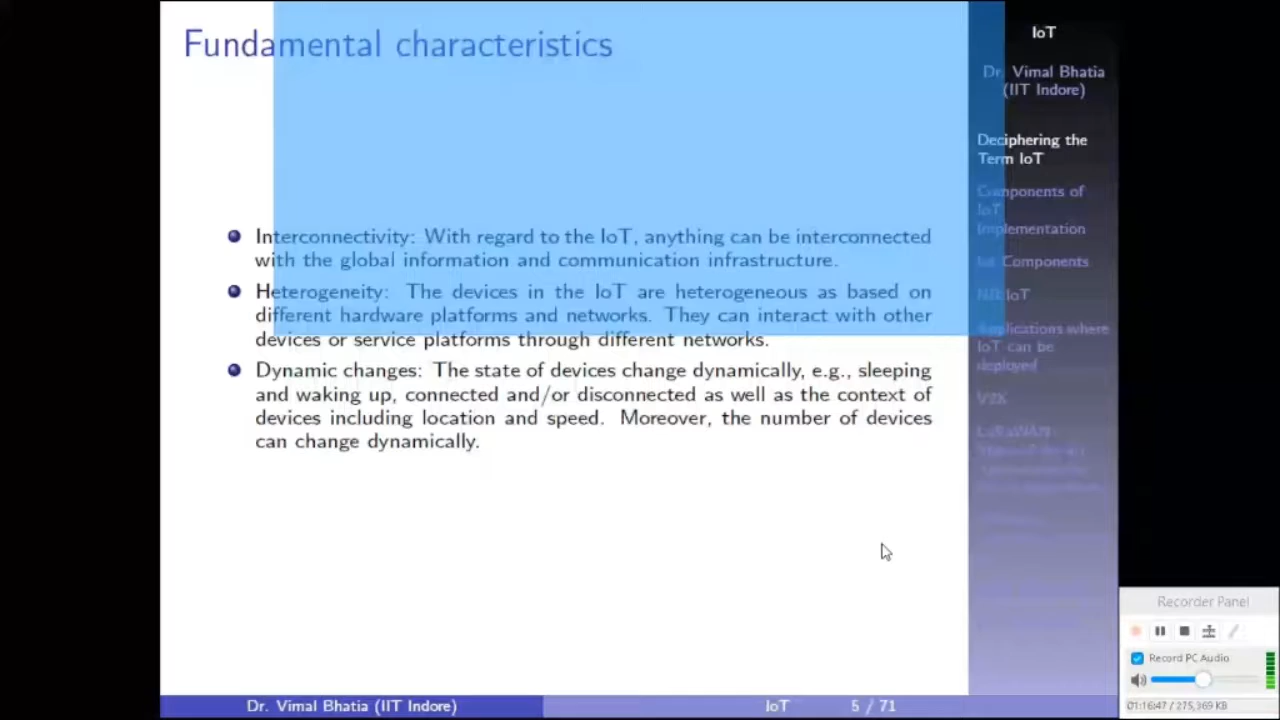 Fundamental characteristics
Interconnectivity: With regard to the IoT, anything can be interconnected
with the global information and communication infrastructure.
Heterogeneity: The devices in the IoT are heterogeneous as based on
different hardware platforms and networks. They can interact with other
devices or service platforms through different networks.
Dynamic changes: The state of devices change dynamically, e.g., sleeping
and waking up, connected and/or disconnected as well as the context of
devices including location and speed. Moreover, the number of devices
can change dynamically.
IoT
Dr. Vimal Bhatia
(IIT Indore)
Deciphering the
Term IoT
Components of
IoT
Implementation
Iot Components
NB IoT
Applications where
IoT can be
deployed
V2X
LoRaWAN:
Dr. Vimal Bhatia (IIT Indore)
IoT
5 / 71
Recorder Panel
Record PC Audio
01:16:47 / 275,369 KB